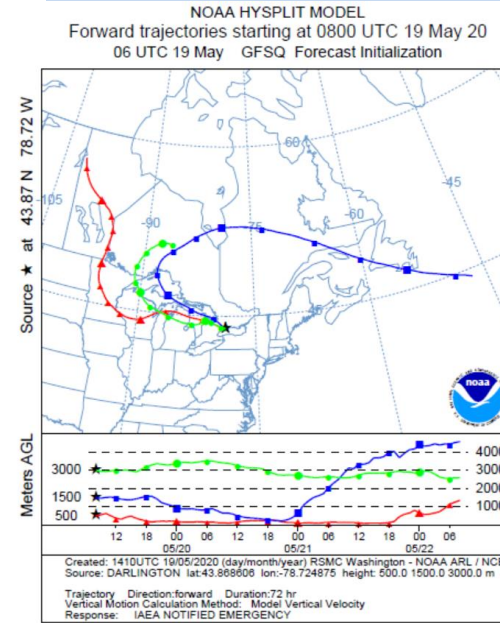 NOAA HYSPLIT MODEL
Forward trajectories starting at 0800 UTC 19 May 20
06 UTC 19 May GFSQ Forecast Initialization
Source ★ at 43.87 N 78.72 W
-105
-90
-75
-60
-45
60
noaa
Meters AGL
3000
1500
500
4000
3000
2000
1000
12 18 00 06 12 18 00 06 12 18 00 06
05/20 05/21 05/22
Created: 1410UTC 19/05/2020 (day/month/year) RSMC Washington - NOAA ARL / NCE
Source: DARLINGTON lat:43.868606 lon:-78.724875 height: 500.0 1500.0 3000.0 m
Trajectory Direction:forward Duration:72 hr
Vertical Motion Calculation Method: Model Vertical Velocity
Response: IAEA NOTIFIED EMERGENCY